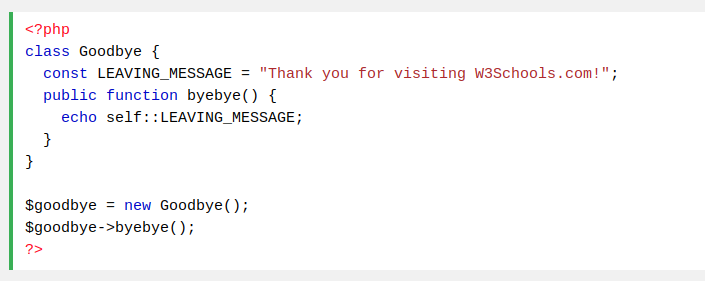 <?php
class Goodbye {
  const LEAVING_MESSAGE = "Thank you for visiting W3Schools.com!";
  public function byebye() {
    echo self::LEAVING_MESSAGE;
  }
}

$goodbye = new Goodbye();
$goodbye->byebye();
?>